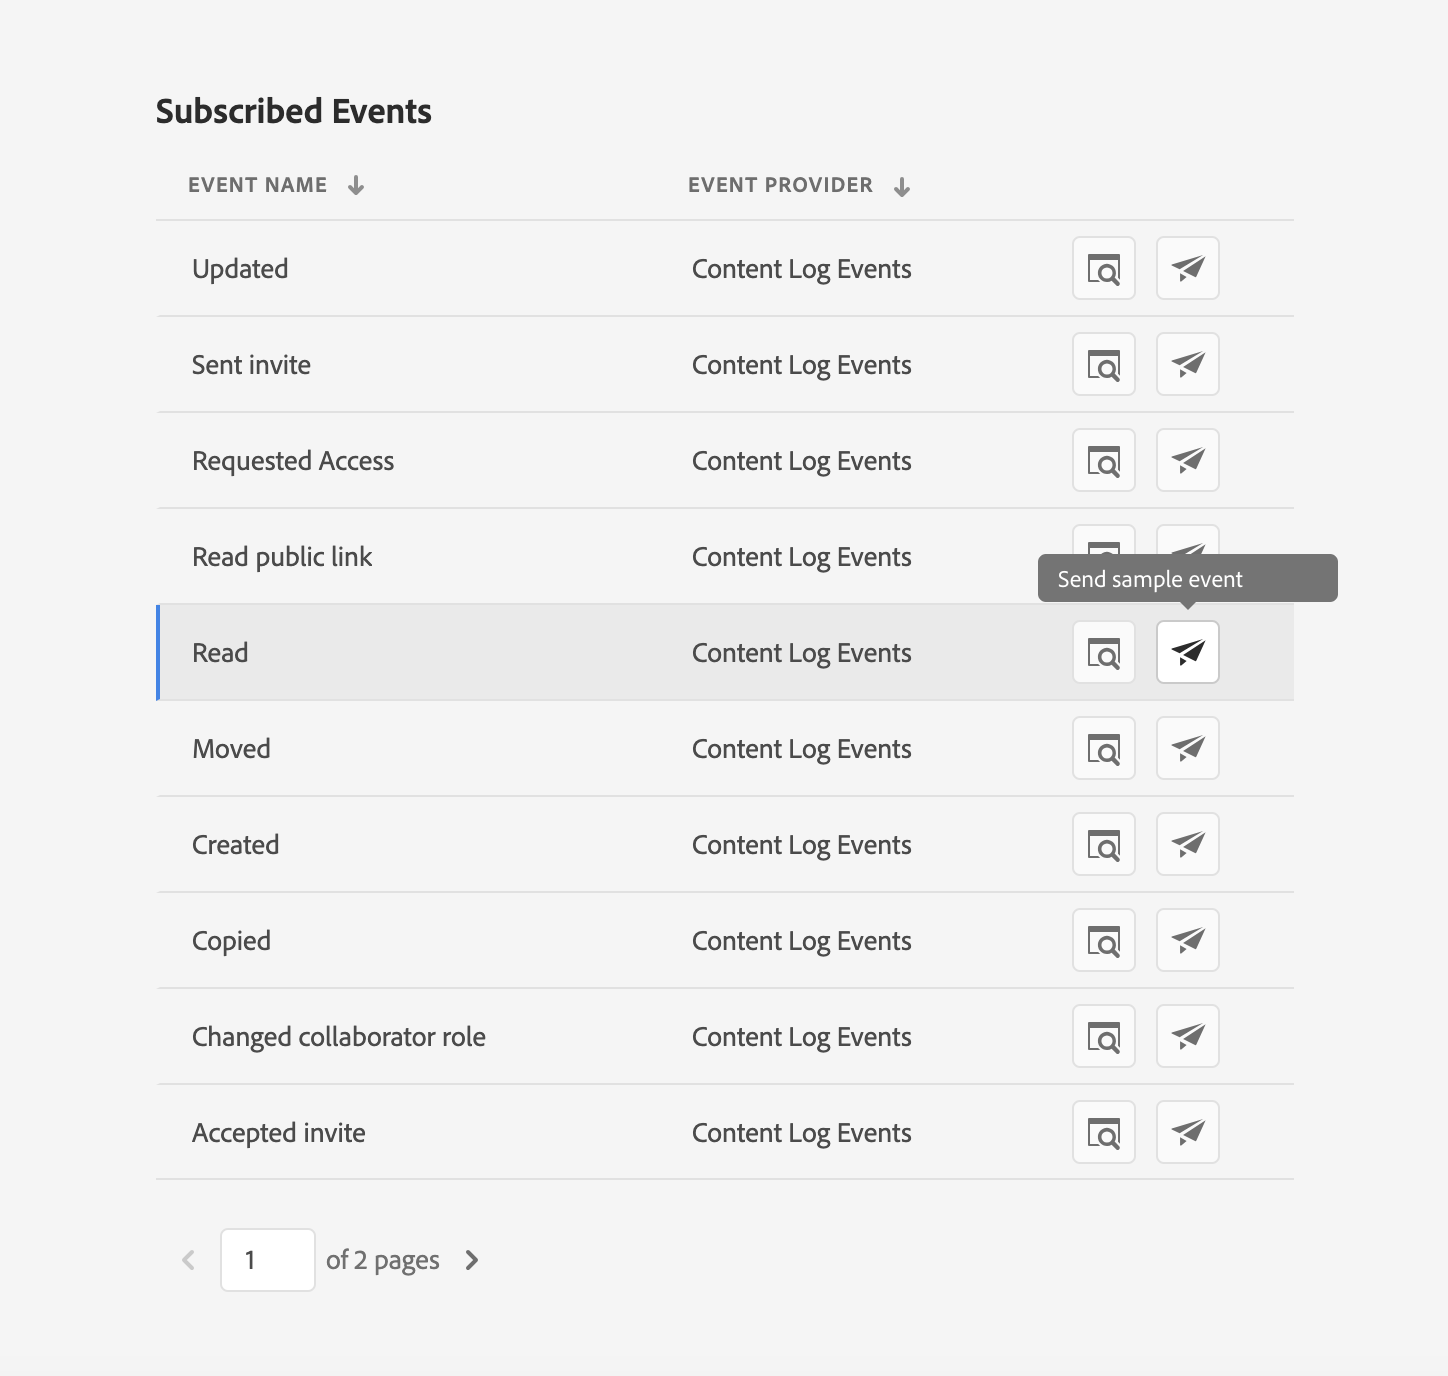 Subscribed Events
EVENT NAME EVENT PROVIDER
Updated Content Log Events
Sent invite Content Log Events
Requested Access Content Log Events
Read public link Content Log Events
Send sample event
Read Content Log Events
Moved Content Log Events
Created Content Log Events
Copied Content Log Events
Changed collaborator role Content Log Events
Accepted invite Content Log Events
1 of 2 pages